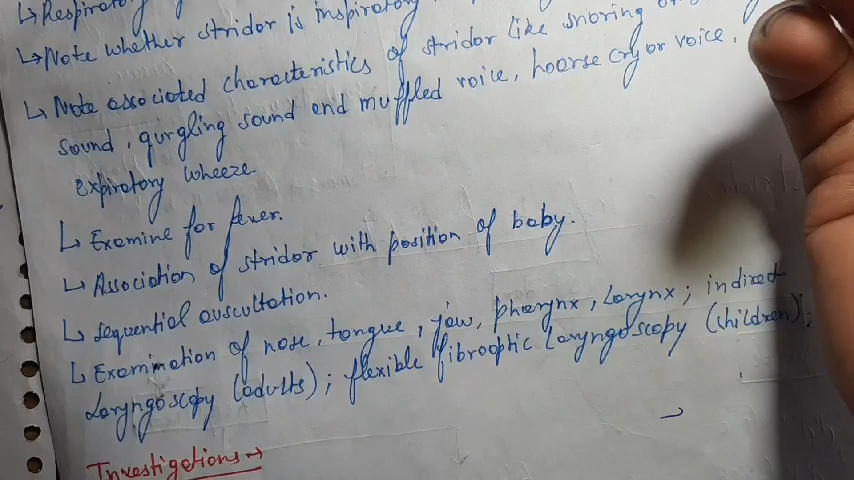 ↳ Respiratory
↳ Note whether stridor is inspiratory
↳ Note associated characteristics of stridor like snoring
sound, gurgling sound and muffled voice, hoarse cry or voice.
Expiratory wheeze
↳ Examine for fever.
↳ Association of stridor with position of baby.
↳ sequential auscultation.
↳ Examination of nose, tongue, jaw, pharynx, Larynx; indirect
Laryngoscopy (adults); flexible fibrooptic Laryngoscopy (children);
Investigations →